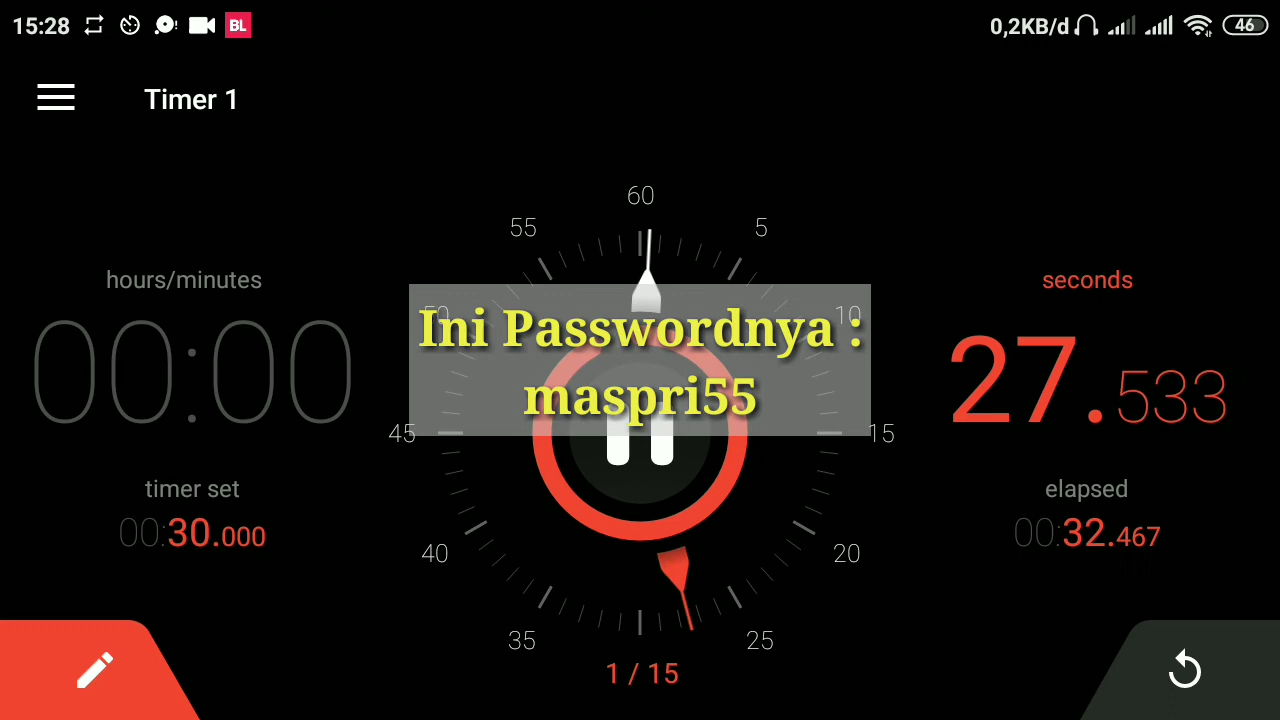 15:28 BL 0,2KB/d 46
Timer 1
60
55 5
50 10
hours/minutes seconds
Ini Passwordnya :
maspri55
00:00 27.533
45 15
timer set elapsed
00:30.000 00:32.467
40 20
35 25
1 / 15